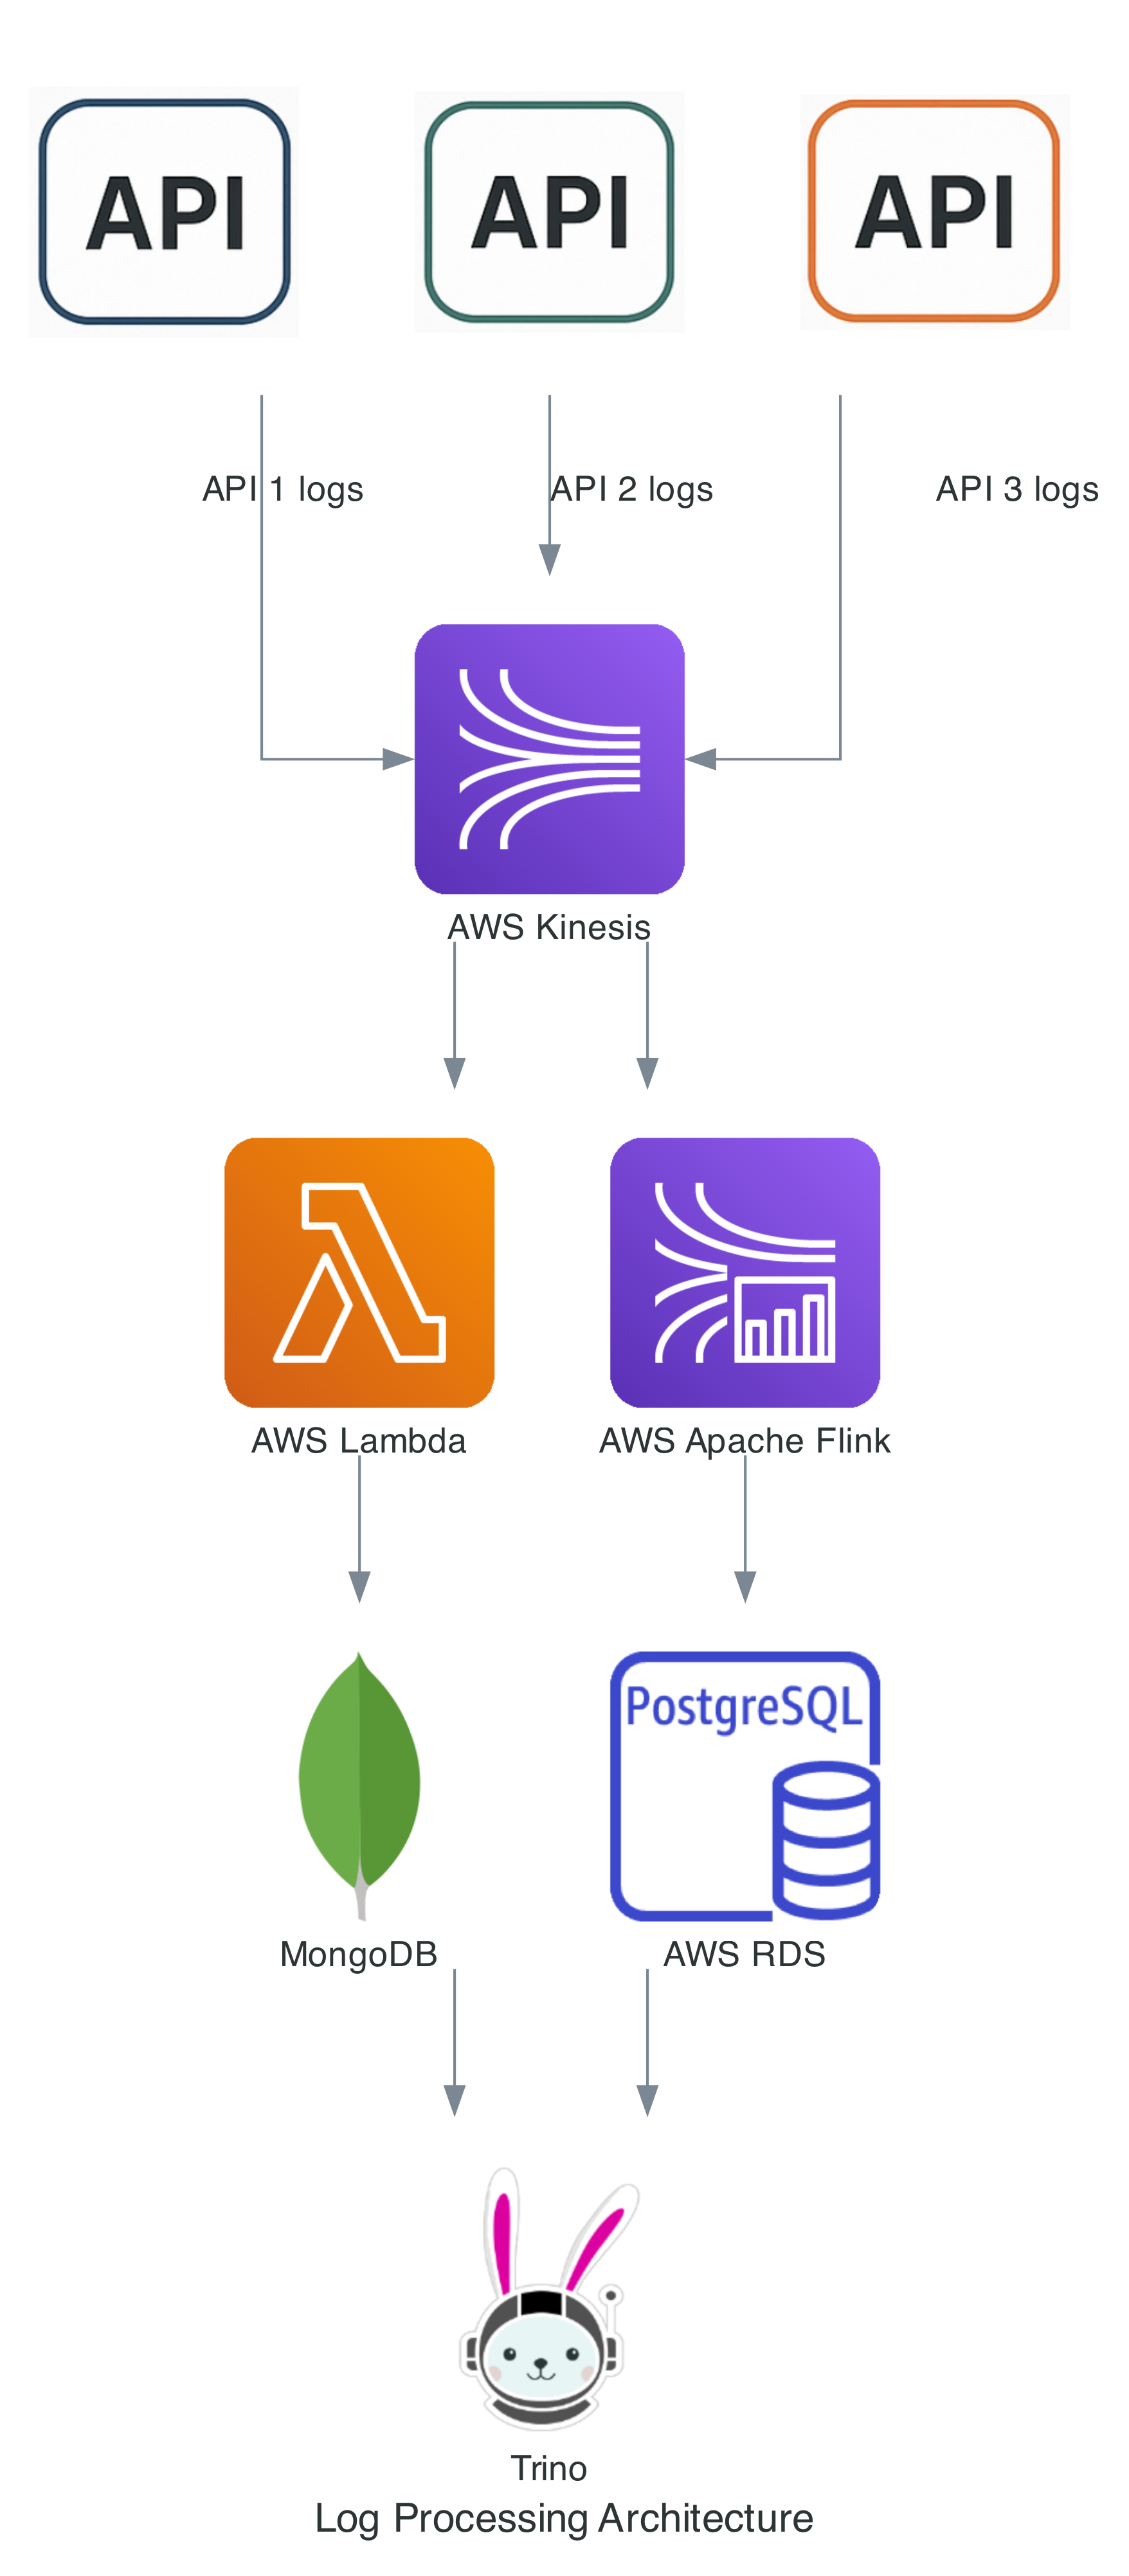 API
API
API
API 1 logs
API 2 logs
API 3 logs
AWS Kinesis
AWS Lambda
AWS Apache Flink
PostgreSQL
MongoDB
AWS RDS
Trino
Log Processing Architecture